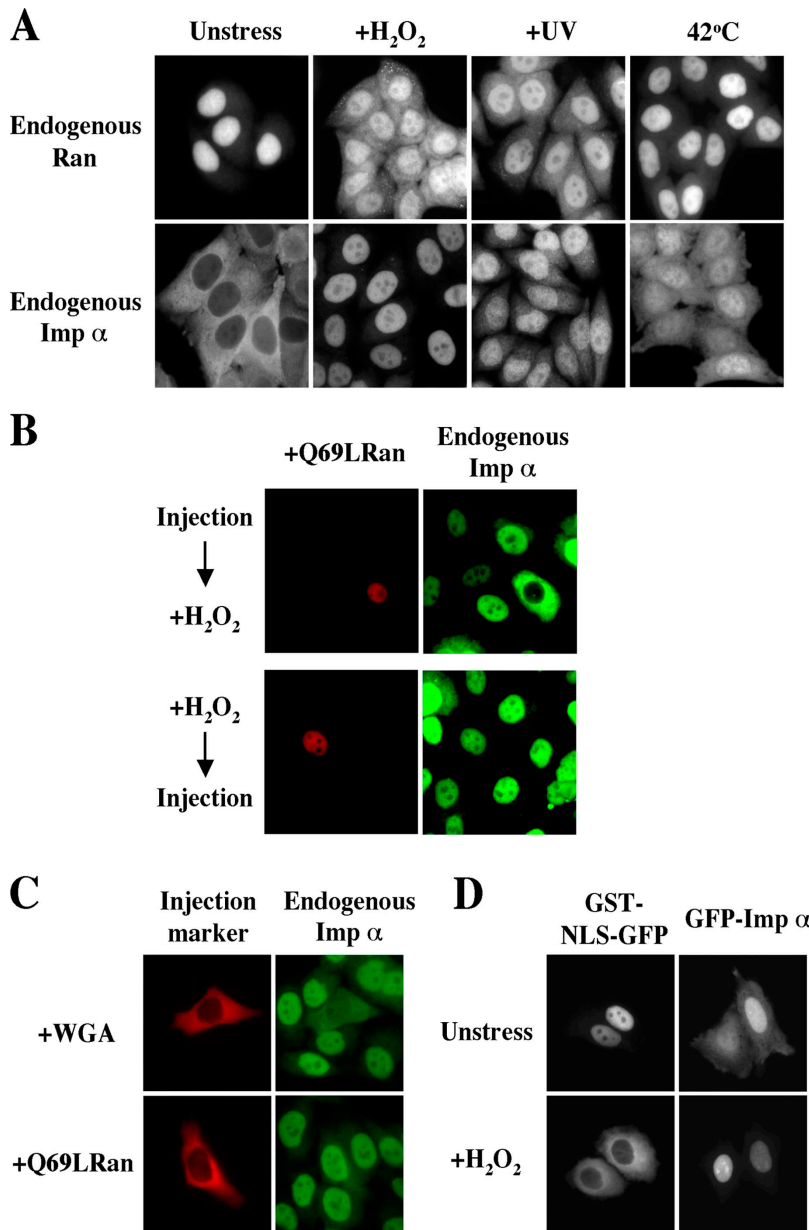 A
Unstress
+H₂O₂
+UV
42°C
Endogenous
Ran
Endogenous
Imp α
B
+Q69LRan
Endogenous
Imp α
Injection
+H₂O₂
+H₂O₂
Injection
C
Injection
marker
Endogenous
Imp α
+WGA
+Q69LRan
D
GST-
NLS-GFP
GFP-Imp α
Unstress
+H₂O₂